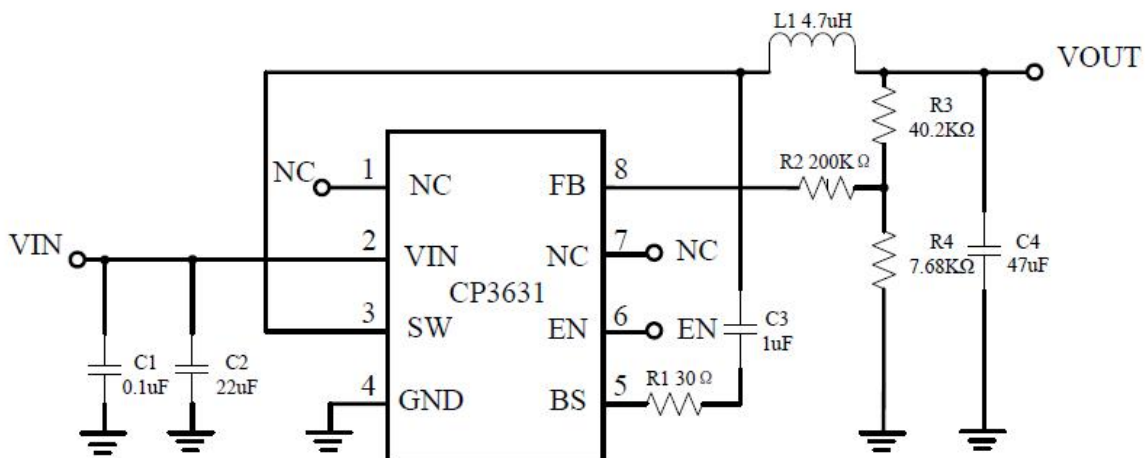 L1 4.7uH
VOUT
R3
40.2KΩ
R2 200KΩ
NC
1
NC
FB
8
VIN
2
VIN
NC
7
NC
R4
7.68KΩ
C4
47uF
CP3631
3
SW
EN
6
EN
C3
1uF
C1
0.1uF
C2
22uF
4
GND
BS
5
R1 30Ω